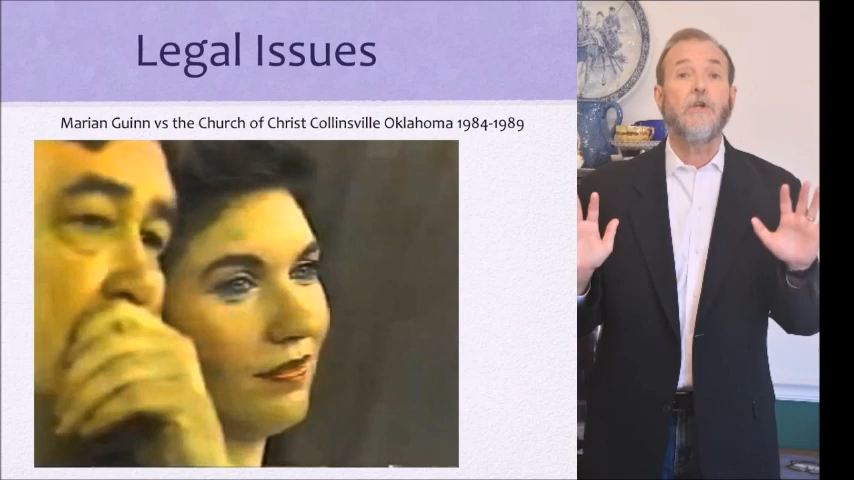 Legal Issues
Marian Guinn vs the Church of Christ Collinsville Oklahoma 1984-1989